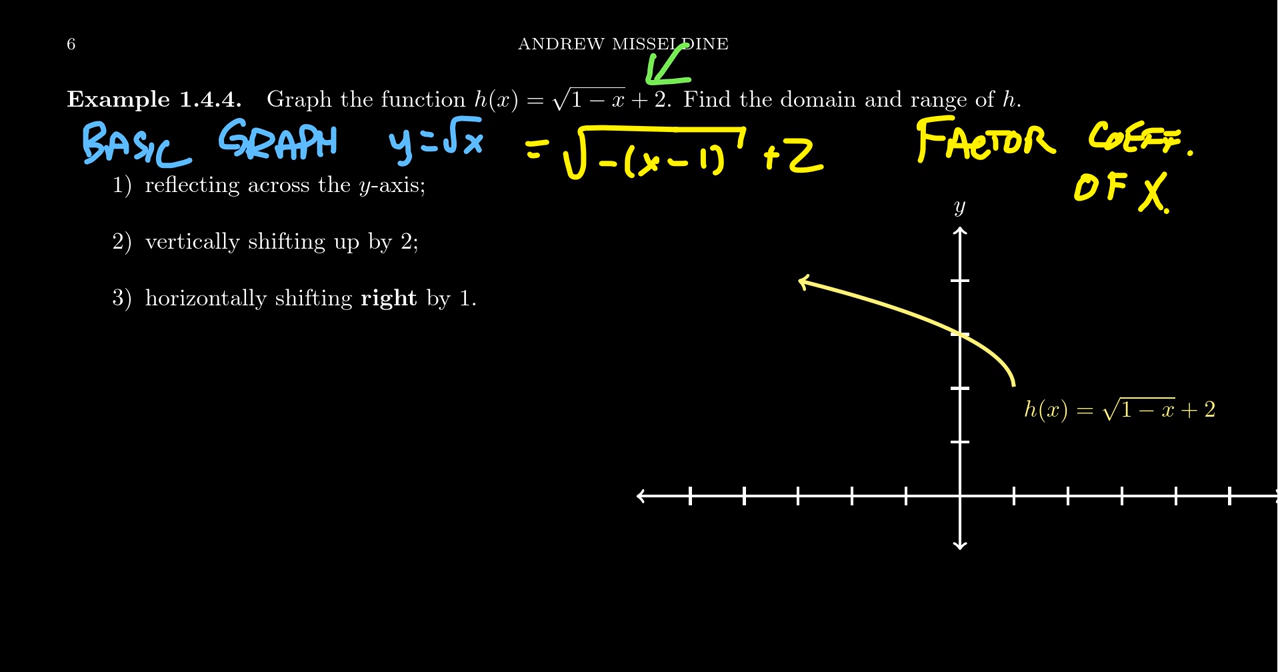 6 ANDREW MISSELDINE
Example 1.4.4. Graph the function h(x) = √(1 − x) + 2. Find the domain and range of h.
BASIC GRAPH y=√x = √(-(x-1)) +2 FACTOR COEFF.
OF X.
1) reflecting across the y-axis;
y
2) vertically shifting up by 2;
3) horizontally shifting right by 1.
h(x) = √(1 − x) + 2